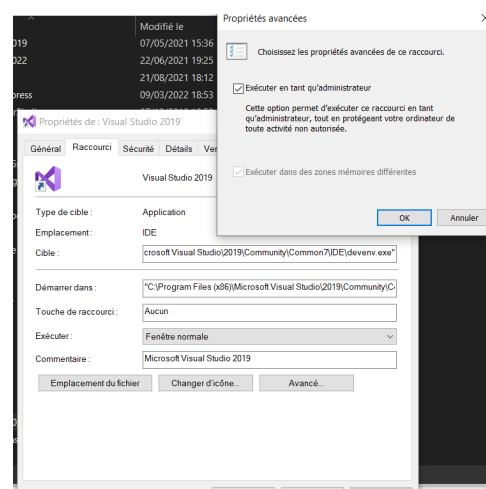 Propriétés avancées
Modifié le
019
07/05/2021 15:36
022
22/06/2021 19:25
21/08/2021 18:12
press
09/03/2022 18:53
Choisissez les propriétés avancées de ce raccourci.
Exécuter en tant qu'administrateur
Cette option permet d'exécuter ce raccourci en tant
qu'administrateur, tout en protégeant votre ordinateur de
toute activité non autorisée.
Exécuter dans des zones mémoires différentes
OK
Annuler
Propriétés de : Visual Studio 2019
Général
Raccourci
Sécurité
Détails
Ver
Visual Studio 2019
Type de cible :
Application
Emplacement :
IDE
Cible :
crosoft Visual Studio\2019\Community\Common7\IDE\devenv.exe"
Démarrer dans :
"C:\Program Files (x86)\Microsoft Visual Studio\2019\Community\C
Touche de raccourci :
Aucun
Exécuter :
Fenêtre normale
Commentaire :
Microsoft Visual Studio 2019
Emplacement du fichier
Changer d'icône...
Avancé...